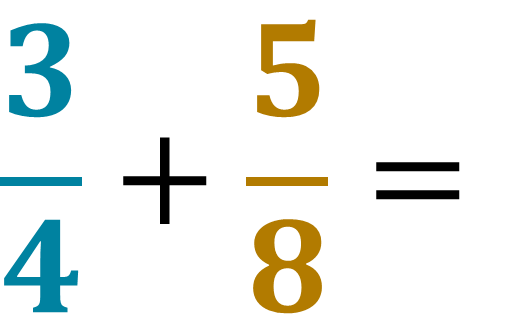 3/4 + 5/8 =